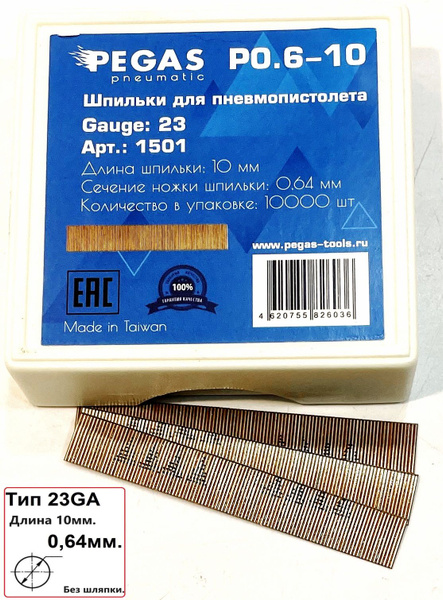 PEGAS P0.6-10
pneumatic
Шпильки для пневмопистолета
Gauge: 23
Арт.: 1501
Длина шпильки: 10 мм
Сечение ножки шпильки: 0,64 мм
Количество в упаковке: 10000 шт
www.pegas-tools.ru
EAC
100%
ГАРАНТИЯ КАЧЕСТВА
4 620755 826036
Made in Taiwan
Тип 23GA
Длина 10мм.
0,64мм.
Без шляпки.